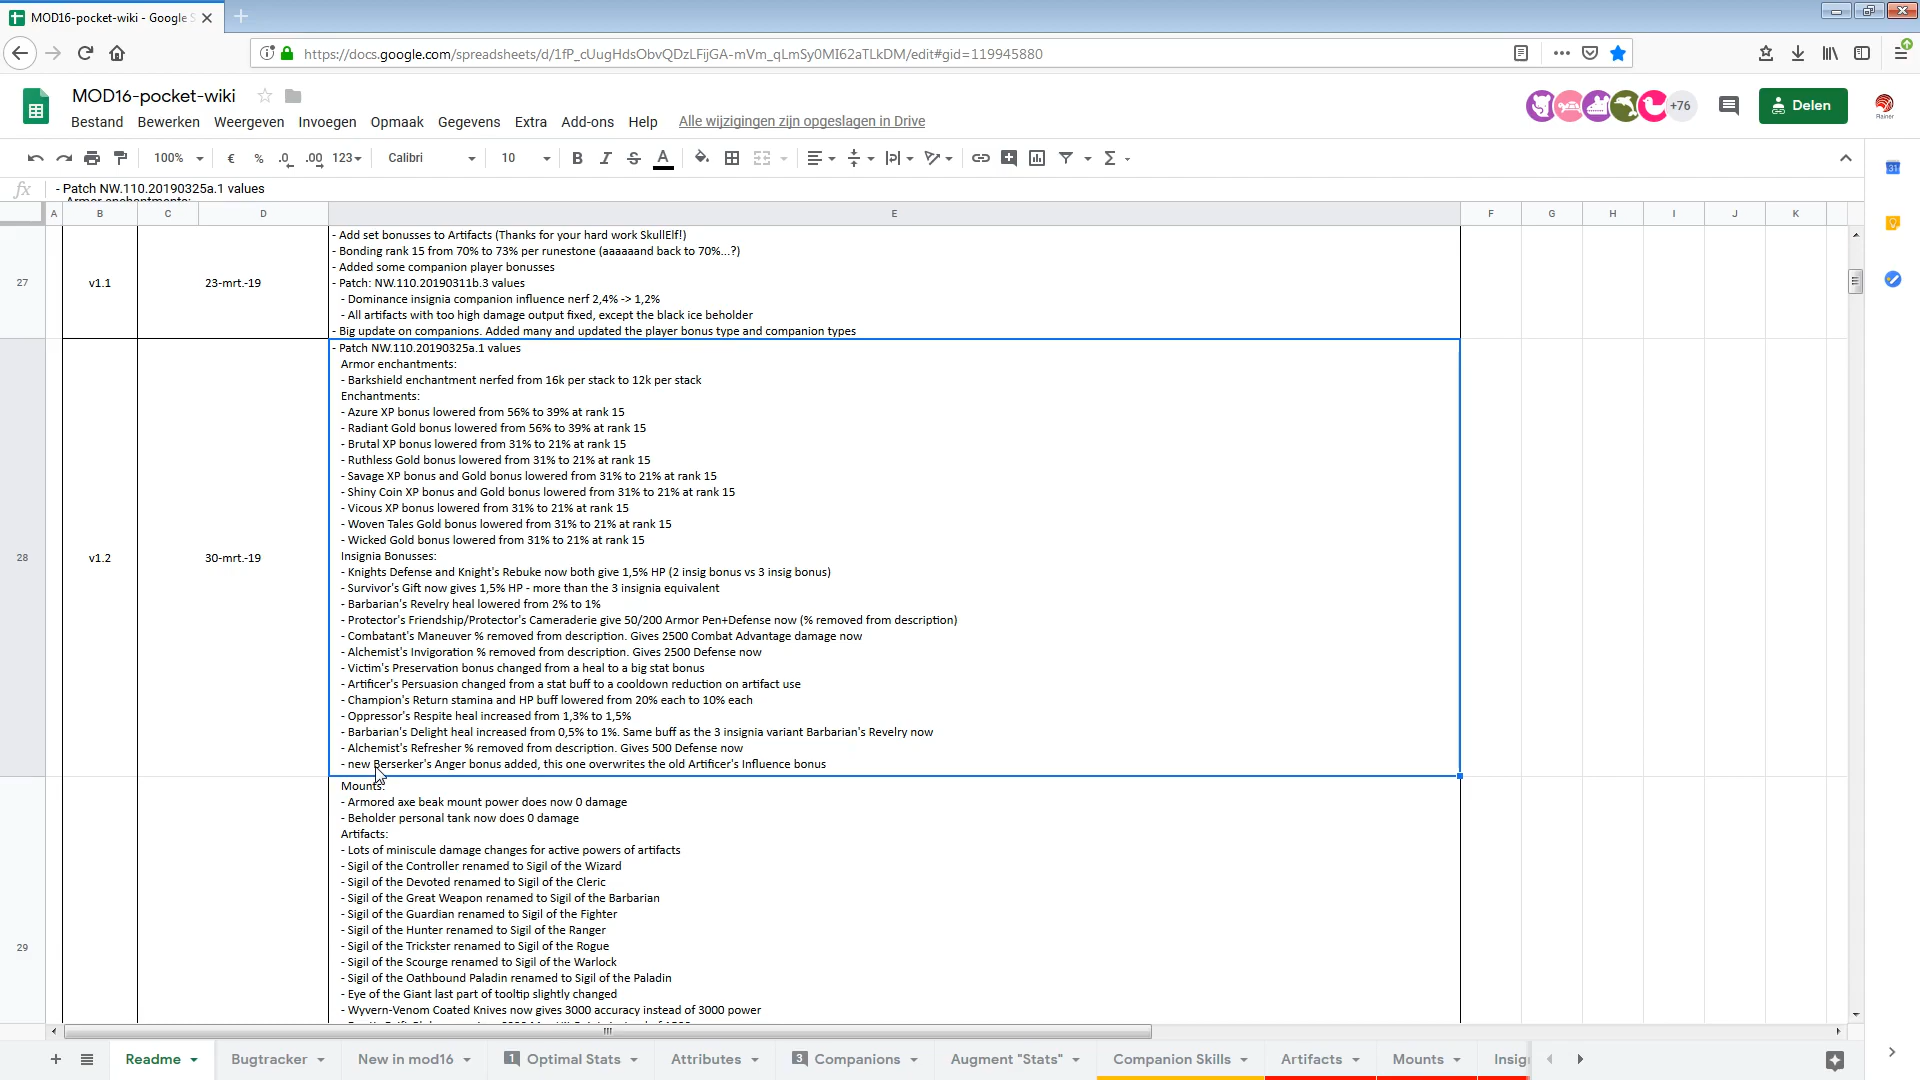 MOD16-pocket-wiki - Google S
https://docs.google.com/spreadsheets/d/1fP_cUugHdsObvQDzLFijGA-mVm_qLmSy0MI62aTLkDM/edit#gid=119945880
MOD16-pocket-wiki
+76
Delen
Rainer
Bestand Bewerken Weergeven Invoegen Opmaak Gegevens Extra Add-ons Help Alle wijzigingen zijn opgeslagen in Drive
100% € % .0 .00 123 Calibri 10 B I S A Σ
31
fx - Patch NW.110.20190325a.1 values
Armor enchantments:
A B C D E F G H I J K
- Add set bonusses to Artifacts (Thanks for your hard work SkullElf!)
- Bonding rank 15 from 70% to 73% per runestone (aaaaaand back to 70%...?)
- Added some companion player bonusses
27 v1.1 23-mrt.-19 - Patch: NW.110.20190311b.3 values
- Dominance insignia companion influence nerf 2,4% -> 1,2%
- All artifacts with too high damage output fixed, except the black ice beholder
- Big update on companions. Added many and updated the player bonus type and companion types
- Patch NW.110.20190325a.1 values
Armor enchantments:
- Barkshield enchantment nerfed from 16k per stack to 12k per stack
Enchantments:
- Azure XP bonus lowered from 56% to 39% at rank 15
- Radiant Gold bonus lowered from 56% to 39% at rank 15
- Brutal XP bonus lowered from 31% to 21% at rank 15
- Ruthless Gold bonus lowered from 31% to 21% at rank 15
- Savage XP bonus and Gold bonus lowered from 31% to 21% at rank 15
- Shiny Coin XP bonus and Gold bonus lowered from 31% to 21% at rank 15
- Vicous XP bonus lowered from 31% to 21% at rank 15
- Woven Tales Gold bonus lowered from 31% to 21% at rank 15
- Wicked Gold bonus lowered from 31% to 21% at rank 15
28 v1.2 30-mrt.-19 Insignia Bonusses:
- Knights Defense and Knight's Rebuke now both give 1,5% HP (2 insig bonus vs 3 insig bonus)
- Survivor's Gift now gives 1,5% HP - more than the 3 insignia equivalent
- Barbarian's Revelry heal lowered from 2% to 1%
- Protector's Friendship/Protector's Cameraderie give 50/200 Armor Pen+Defense now (% removed from description)
- Combatant's Maneuver % removed from description. Gives 2500 Combat Advantage damage now
- Alchemist's Invigoration % removed from description. Gives 2500 Defense now
- Victim's Preservation bonus changed from a heal to a big stat bonus
- Artificer's Persuasion changed from a stat buff to a cooldown reduction on artifact use
- Champion's Return stamina and HP buff lowered from 20% each to 10% each
- Oppressor's Respite heal increased from 1,3% to 1,5%
- Barbarian's Delight heal increased from 0,5% to 1%. Same buff as the 3 insignia variant Barbarian's Revelry now
- Alchemist's Refresher % removed from description. Gives 500 Defense now
- new Berserker's Anger bonus added, this one overwrites the old Artificer's Influence bonus
Mounts:
- Armored axe beak mount power does now 0 damage
- Beholder personal tank now does 0 damage
Artifacts:
- Lots of miniscule damage changes for active powers of artifacts
- Sigil of the Controller renamed to Sigil of the Wizard
- Sigil of the Devoted renamed to Sigil of the Cleric
- Sigil of the Great Weapon renamed to Sigil of the Barbarian
- Sigil of the Guardian renamed to Sigil of the Fighter
- Sigil of the Hunter renamed to Sigil of the Ranger
29 - Sigil of the Trickster renamed to Sigil of the Rogue
- Sigil of the Scourge renamed to Sigil of the Warlock
- Sigil of the Oathbound Paladin renamed to Sigil of the Paladin
- Eye of the Giant last part of tooltip slightly changed
- Wyvern-Venom Coated Knives now gives 3000 accuracy instead of 3000 power
Readme Bugtracker New in mod16 1 Optimal Stats Attributes 3 Companions Augment "Stats" Companion Skills Artifacts Mounts Insig